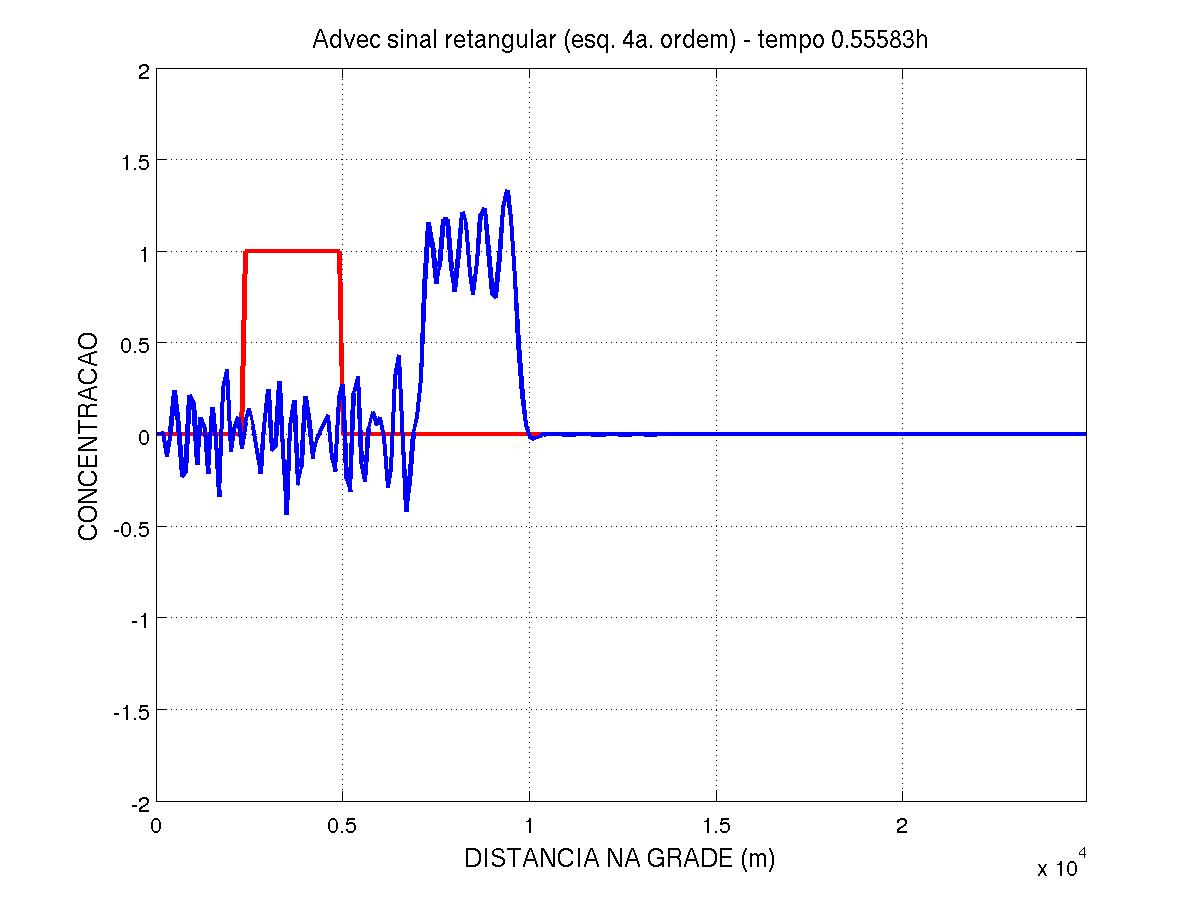 Advec sinal retangular (esq. 4a. ordem) - tempo 0.55583h
2
1.5
1
0.5
0
-0.5
-1
-1.5
-2
CONCENTRACAO
0 0.5 1 1.5 2
x 10^4
DISTANCIA NA GRADE (m)